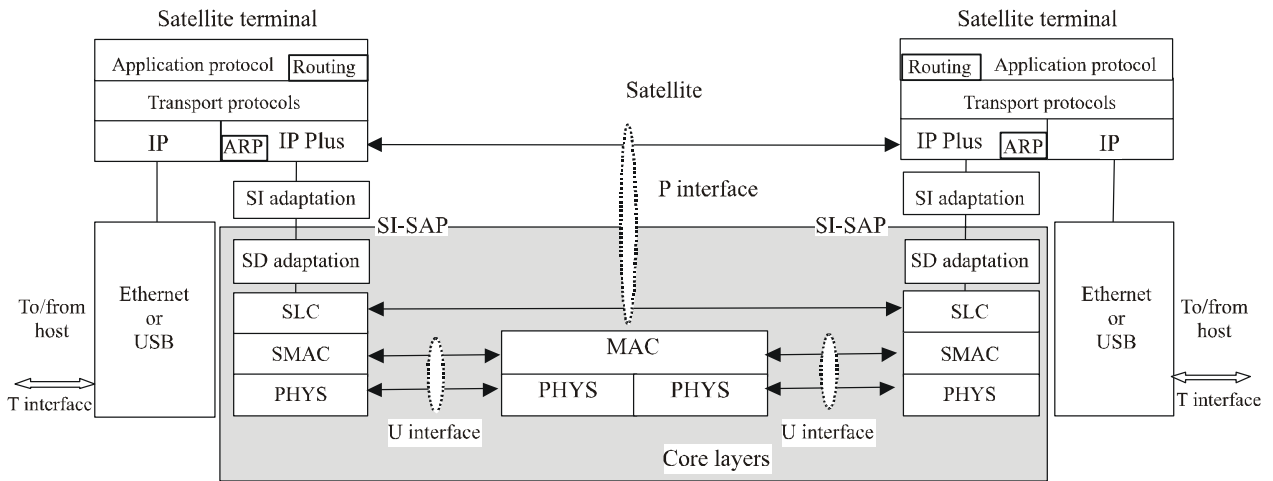 Satellite terminal
Satellite terminal
Application protocol
Routing
Routing
Application protocol
Transport protocols
Satellite
Transport protocols
IP
ARP
IP Plus
IP Plus
ARP
IP
P interface
SI adaptation
SI adaptation
SI-SAP
SI-SAP
SD adaptation
SD adaptation
To/from
host
Ethernet
or
USB
SLC
SLC
Ethernet
or
USB
To/from
host
SMAC
MAC
SMAC
PHYS
PHYS
PHYS
PHYS
T interface
T interface
U interface
U interface
Core layers